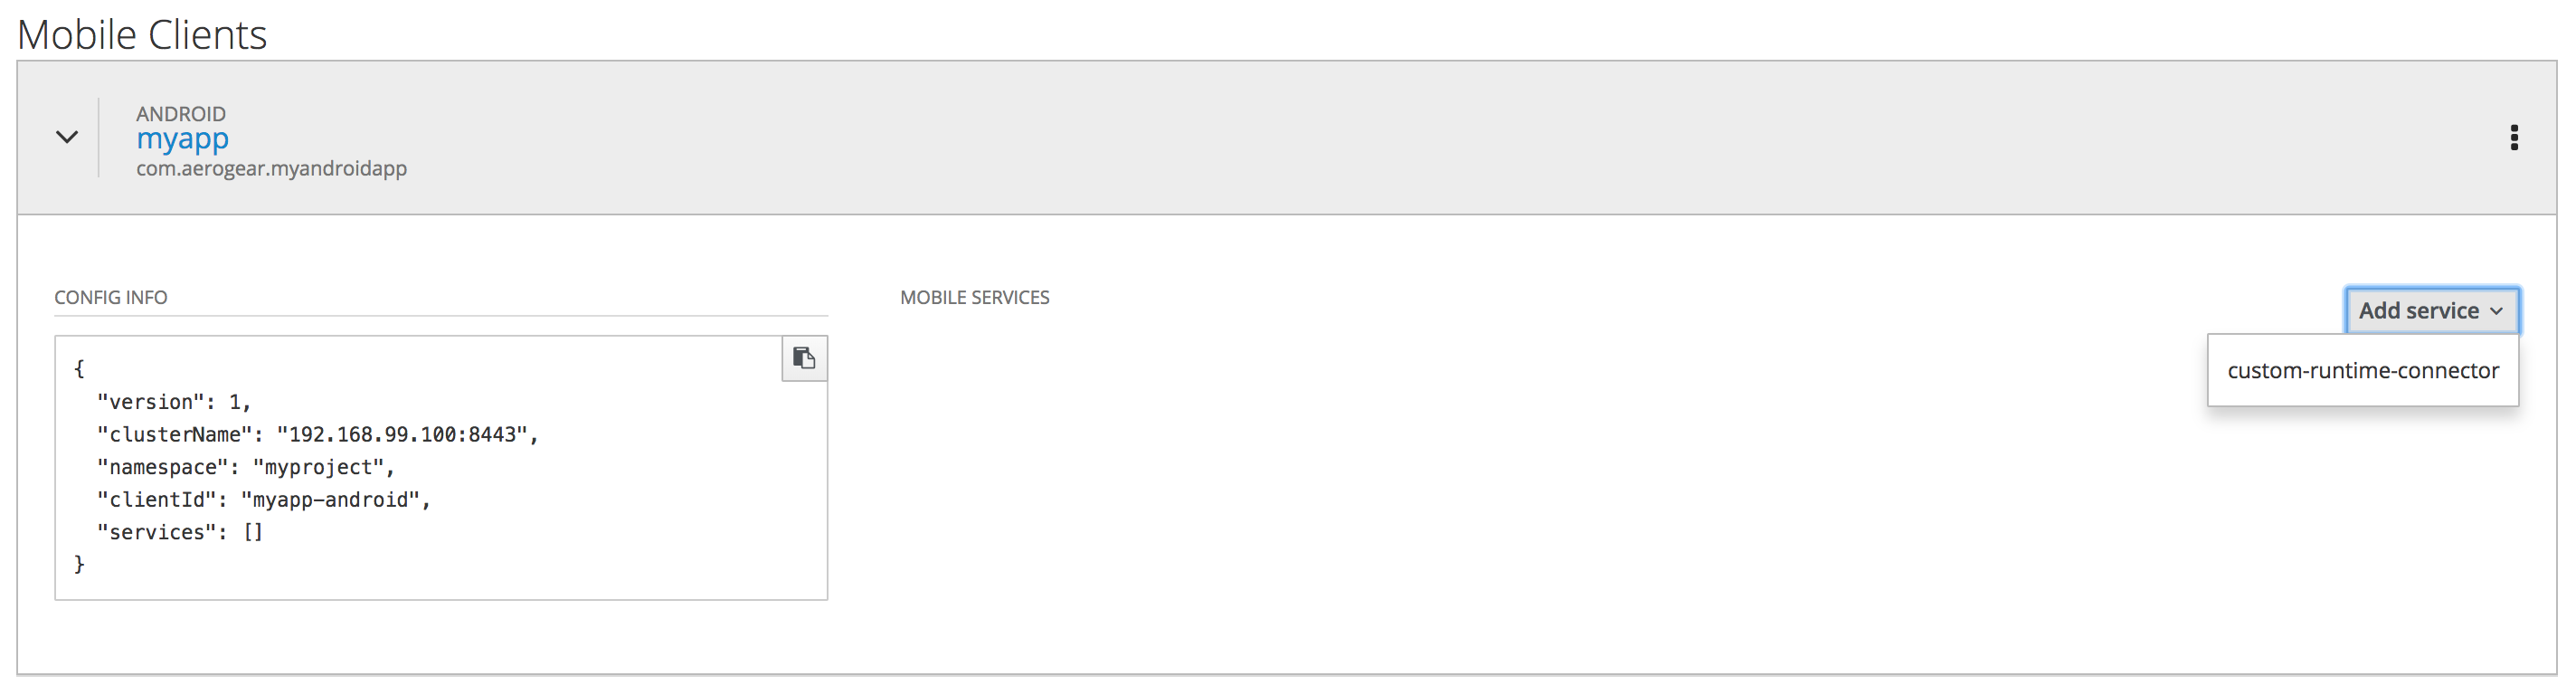 Mobile Clients
ANDROID
myapp
com.aerogear.myandroidapp
CONFIG INFO
{
  "version": 1,
  "clusterName": "192.168.99.100:8443",
  "namespace": "myproject",
  "clientId": "myapp-android",
  "services": []
}
MOBILE SERVICES
Add service
custom-runtime-connector